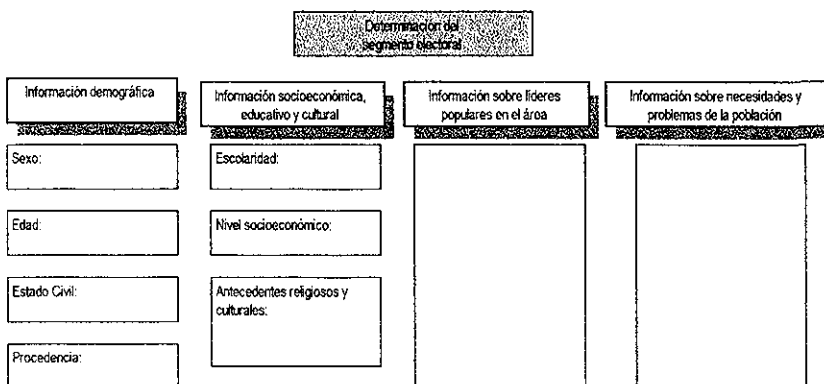 Determinación del
segmento electoral
Información demográfica
Información socioeconómica,
educativo y cultural
Información sobre líderes
populares en el área
Información sobre necesidades y
problemas de la población
Sexo:
Escolaridad:
Edad:
Nivel socioeconómico:
Estado Civil:
Antecedentes religiosos y
culturales:
Procedencia: